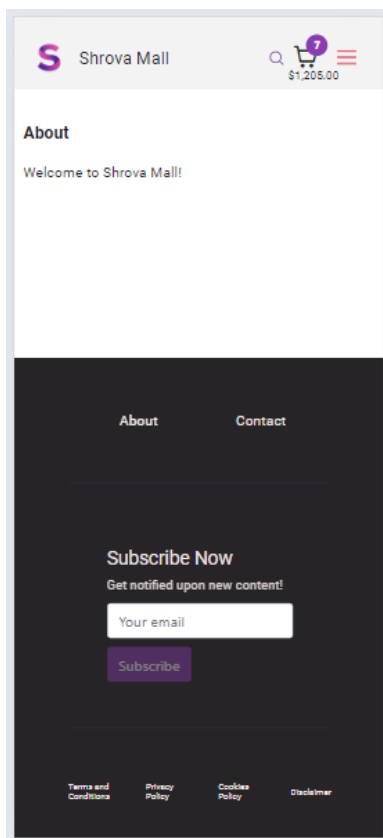 S Shrova Mall 7
$1,205.00
About
Welcome to Shrova Mall!
About Contact
Subscribe Now
Get notified upon new content!
Your email
Subscribe
Terms and Conditions
Privacy Policy
Cookies Policy
Disclaimer